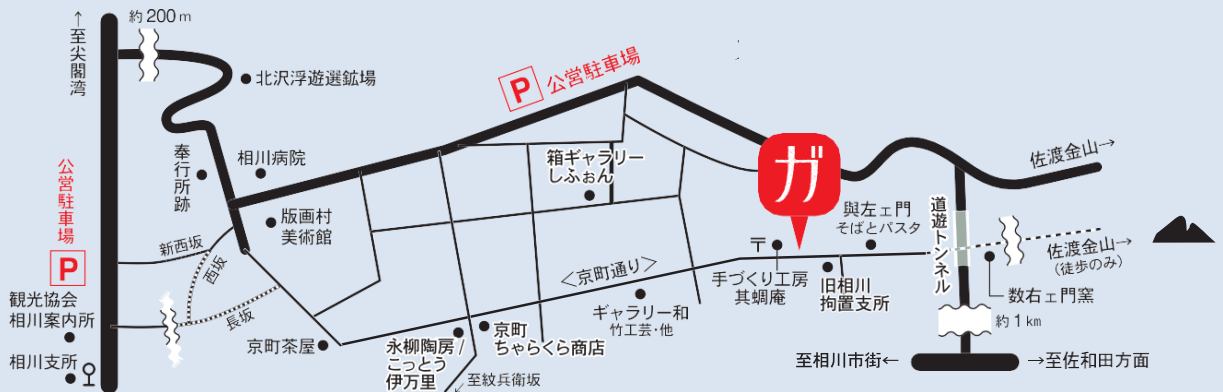 ↑至尖閣湾
約200m
北沢浮遊選鉱場
公営駐車場
P
奉行所跡
相川病院
版画村
美術館
新西坂
西坂
長坂
公営駐車場
P
観光協会
相川案内所
相川支所
京町茶屋
永柳陶房/
こっとう
伊万里
京町
ちゃらくら商店
至紋兵衛坂
<京町通り>
箱ギャラリー
しふぉん
ギャラリー和
竹工芸・他
ガ
〒
手づくり工房
其蜩庵
旧相川
拘置支所
與左ェ門
そばとパスタ
道遊トンネル
佐渡金山→
佐渡金山→
(徒歩のみ)
数右ェ門窯
約1km
至相川市街←
→至佐和田方面